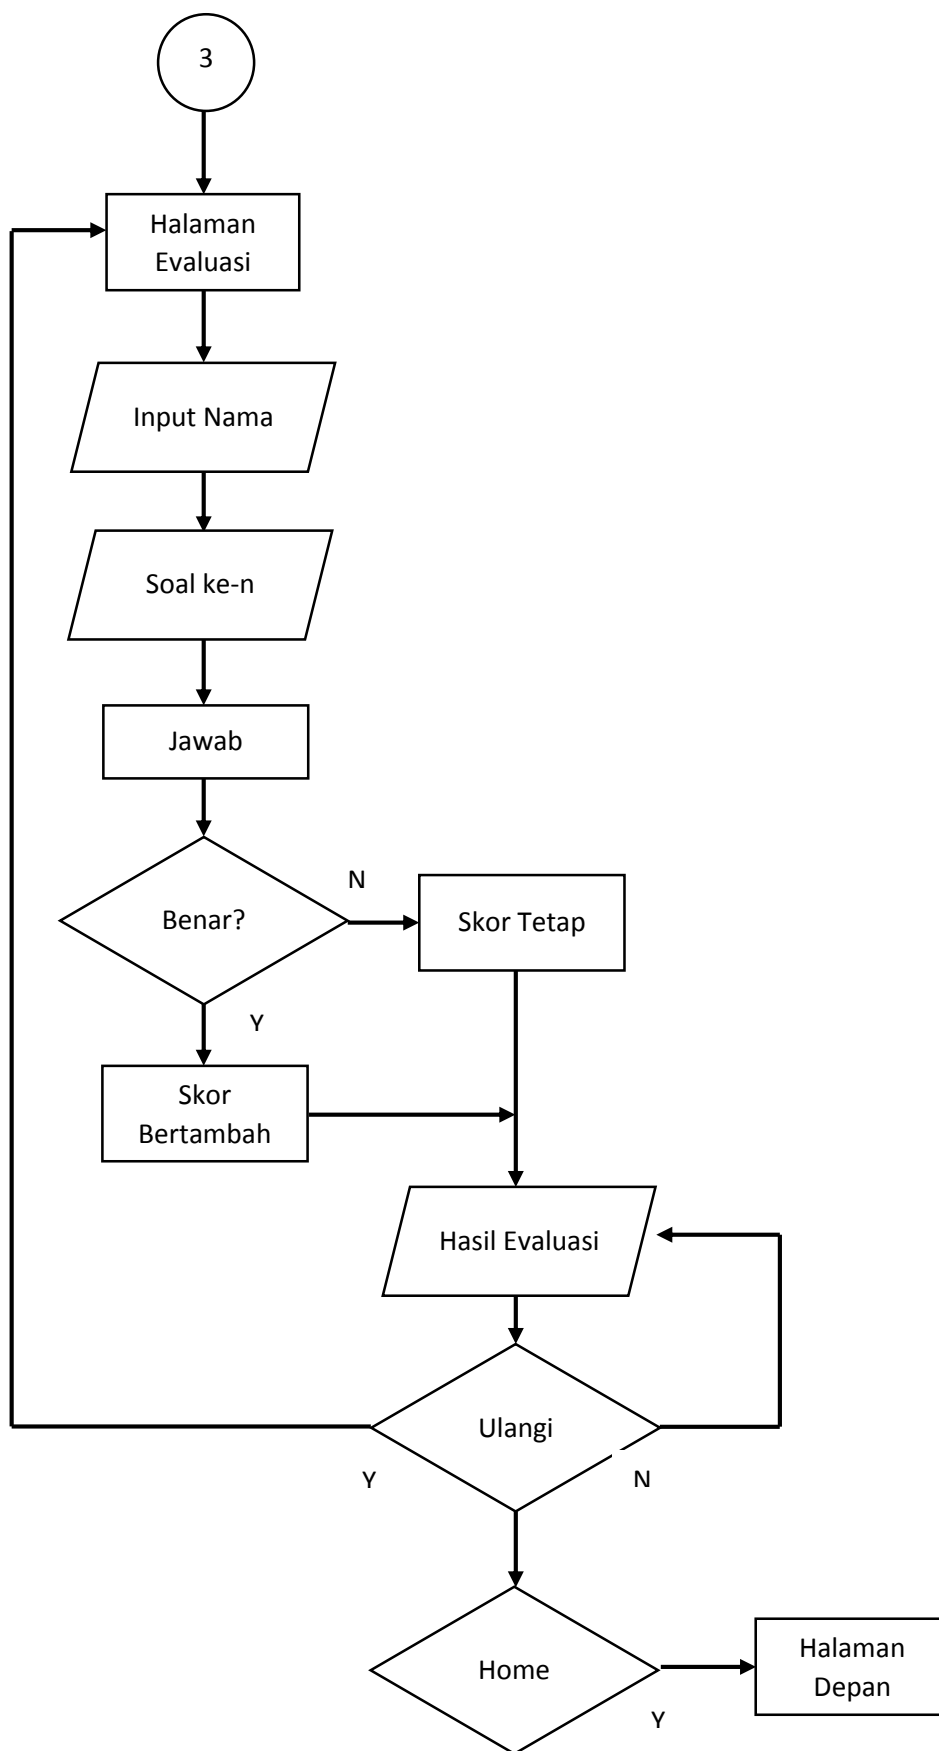 3
Halaman
Evaluasi
Input Nama
Soal ke-n
Jawab
N
Benar?
Skor Tetap
Y
Skor
Bertambah
Hasil Evaluasi
Ulangi
Y
N
Home
Halaman
Depan
Y